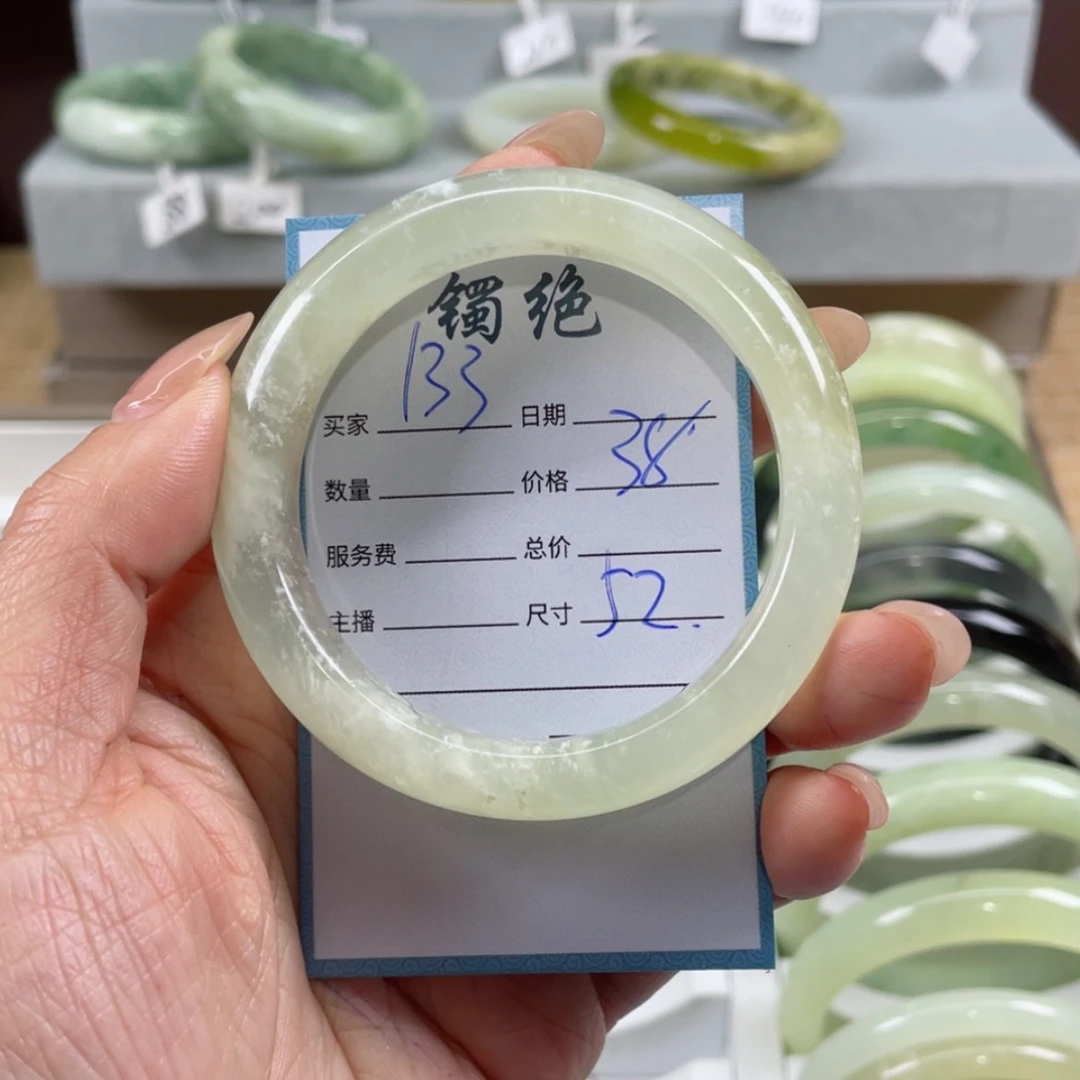 镯绝
买家 133 日期
数量 价格 38
服务费 总价
主播 尺寸 52.